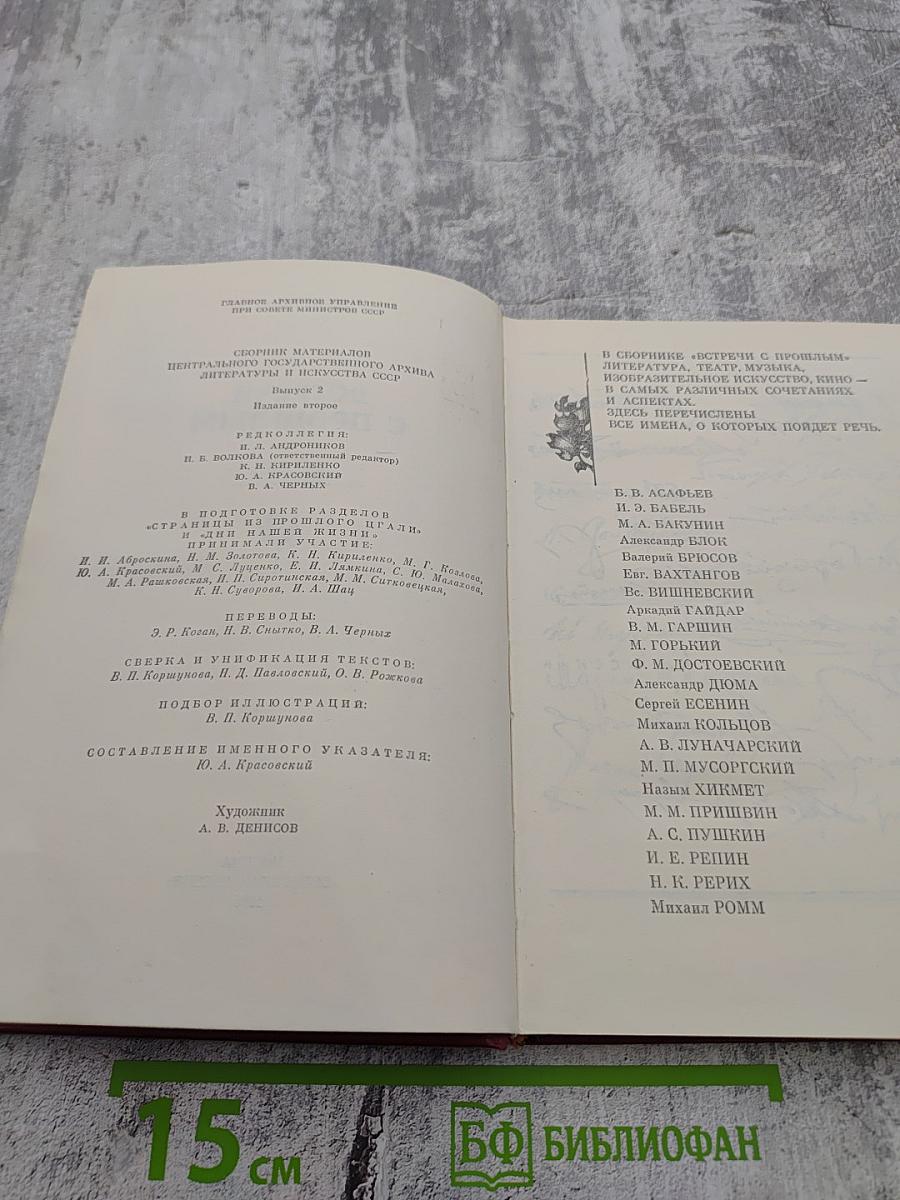 ГЛАВНОЕ АРХИВНОЕ УПРАВЛЕНИЕ
ПРИ СОВЕТЕ МИНИСТРОВ СССР
СБОРНИК МАТЕРИАЛОВ
ЦЕНТРАЛЬНОГО ГОСУДАРСТВЕННОГО АРХИВА
ЛИТЕРАТУРЫ И ИСКУССТВА СССР
Выпуск 2
Издание второе
РЕДКОЛЛЕГИЯ:
И. Л. АНДРОНИКОВ
Н. Б. ВОЛКОВА (ответственный редактор)
К. Н. КИРИЛЕНКО
Ю. А. КРАСОВСКИЙ
В. А. ЧЕРНЫХ
В ПОДГОТОВКЕ РАЗДЕЛОВ
«СТРАНИЦЫ ИЗ ПРОШЛОГО ЦГАЛИ»
И «ДНИ НАШЕЙ ЖИЗНИ»
ПРИНИМАЛИ УЧАСТИЕ:
И. И. Аброскина, Н. М. Золотова, К. Н. Кириленко, М. Г. Козлова,
Ю. А. Красовский, М. С. Луценко, Е. Н. Лямкина, С. Ю. Малахова,
М. А. Рашковская, И. П. Сиротинская, М. М. Ситковецкая,
К. Н. Суворова, И. А. Шац
ПЕРЕВОДЫ:
Э. Р. Коган, Н. В. Снытко, В. А. Черных
СВЕРКА И УНИФИКАЦИЯ ТЕКСТОВ:
В. П. Коршунова, Н. Д. Павловский, О. В. Рожкова
ПОДБОР ИЛЛЮСТРАЦИЙ:
В. П. Коршунова
СОСТАВЛЕНИЕ ИМЕННОГО УКАЗАТЕЛЯ:
Ю. А. Красовский
Художник
А. В. ДЕНИСОВ
В СБОРНИКЕ «ВСТРЕЧИ С ПРОШЛЫМ»
ЛИТЕРАТУРА, ТЕАТР, МУЗЫКА,
ИЗОБРАЗИТЕЛЬНОЕ ИСКУССТВО, КИНО —
В САМЫХ РАЗЛИЧНЫХ СОЧЕТАНИЯХ
И АСПЕКТАХ.
ЗДЕСЬ ПЕРЕЧИСЛЕНЫ
ВСЕ ИМЕНА, О КОТОРЫХ ПОЙДЕТ РЕЧЬ.
Б. В. АСАФЬЕВ
И. Э. БАБЕЛЬ
М. А. БАКУНИН
Александр БЛОК
Валерий БРЮСОВ
Евг. ВАХТАНГОВ
Вс. ВИШНЕВСКИЙ
Аркадий ГАЙДАР
В. М. ГАРШИН
М. ГОРЬКИЙ
Ф. М. ДОСТОЕВСКИЙ
Александр ДЮМА
Сергей ЕСЕНИН
Михаил КОЛЬЦОВ
А. В. ЛУНАЧАРСКИЙ
М. П. МУСОРГСКИЙ
Назым ХИКМЕТ
М. М. ПРИШВИН
А. С. ПУШКИН
И. Е. РЕПИН
Н. К. РЕРИХ
Михаил РОММ
15 см
БФ БИБЛИОФАН